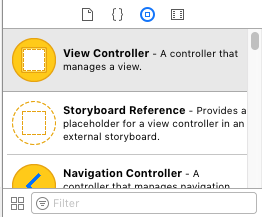 View Controller - A controller that
manages a view.
Storyboard Reference - Provides a
placeholder for a view controller in an
external storyboard.
Navigation Controller - A
controller that manages navigation
Filter